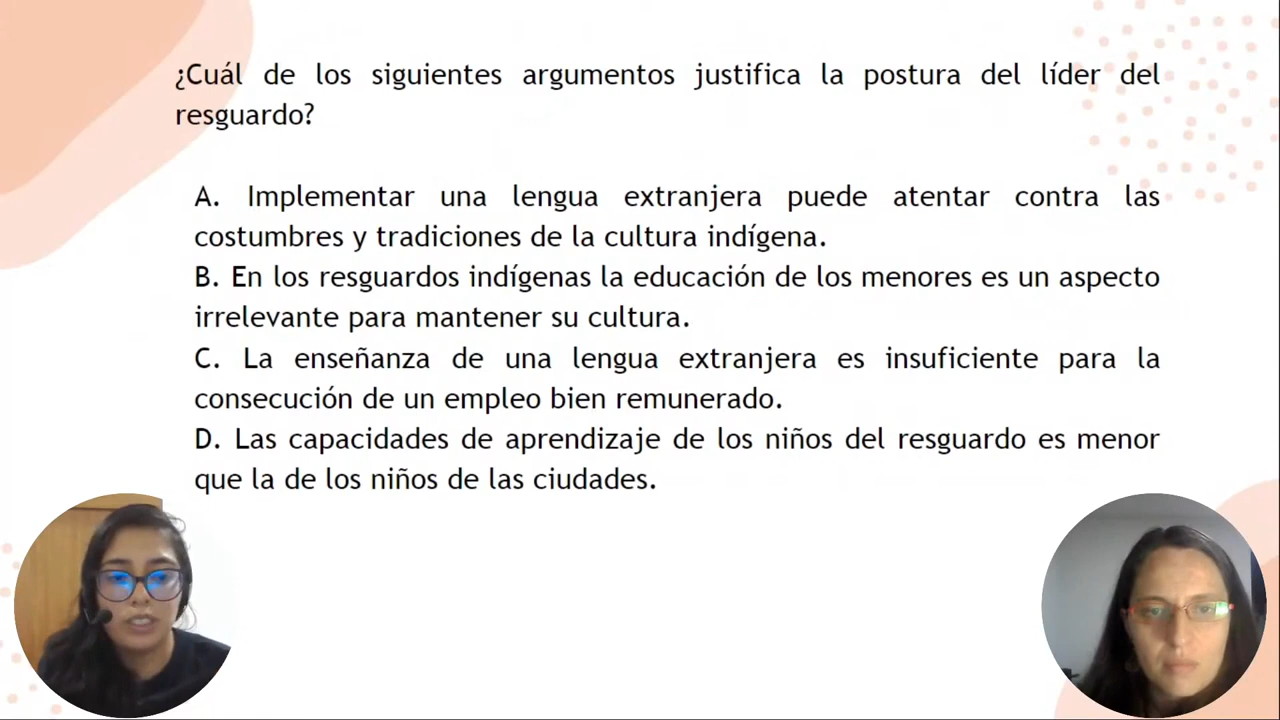 ¿Cuál de los siguientes argumentos justifica la postura del líder del
resguardo?
A. Implementar una lengua extranjera puede atentar contra las
costumbres y tradiciones de la cultura indígena.
B. En los resguardos indígenas la educación de los menores es un aspecto
irrelevante para mantener su cultura.
C. La enseñanza de una lengua extranjera es insuficiente para la
consecución de un empleo bien remunerado.
D. Las capacidades de aprendizaje de los niños del resguardo es menor
que la de los niños de las ciudades.